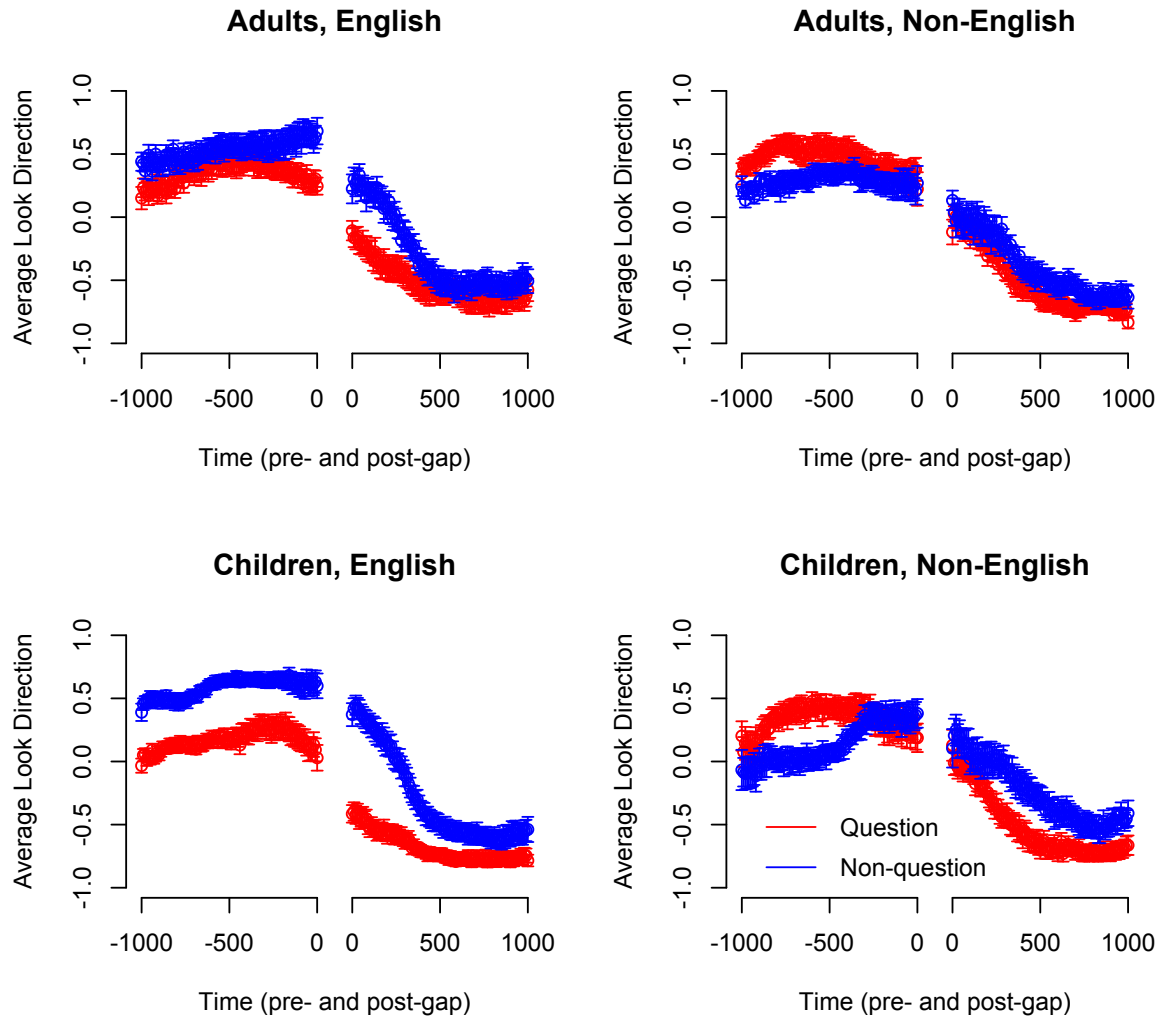 Adults, English
Average Look Direction
1.0
0.5
0.0
-0.5
-1.0
-1000 -500 0 0 500 1000
Time (pre- and post-gap)
Adults, Non-English
Average Look Direction
1.0
0.5
0.0
-0.5
-1.0
-1000 -500 0 0 500 1000
Time (pre- and post-gap)
Children, English
Average Look Direction
1.0
0.5
0.0
-0.5
-1.0
-1000 -500 0 0 500 1000
Time (pre- and post-gap)
Children, Non-English
Average Look Direction
1.0
0.5
0.0
-0.5
-1.0
Question
Non-question
-1000 -500 0 0 500 1000
Time (pre- and post-gap)